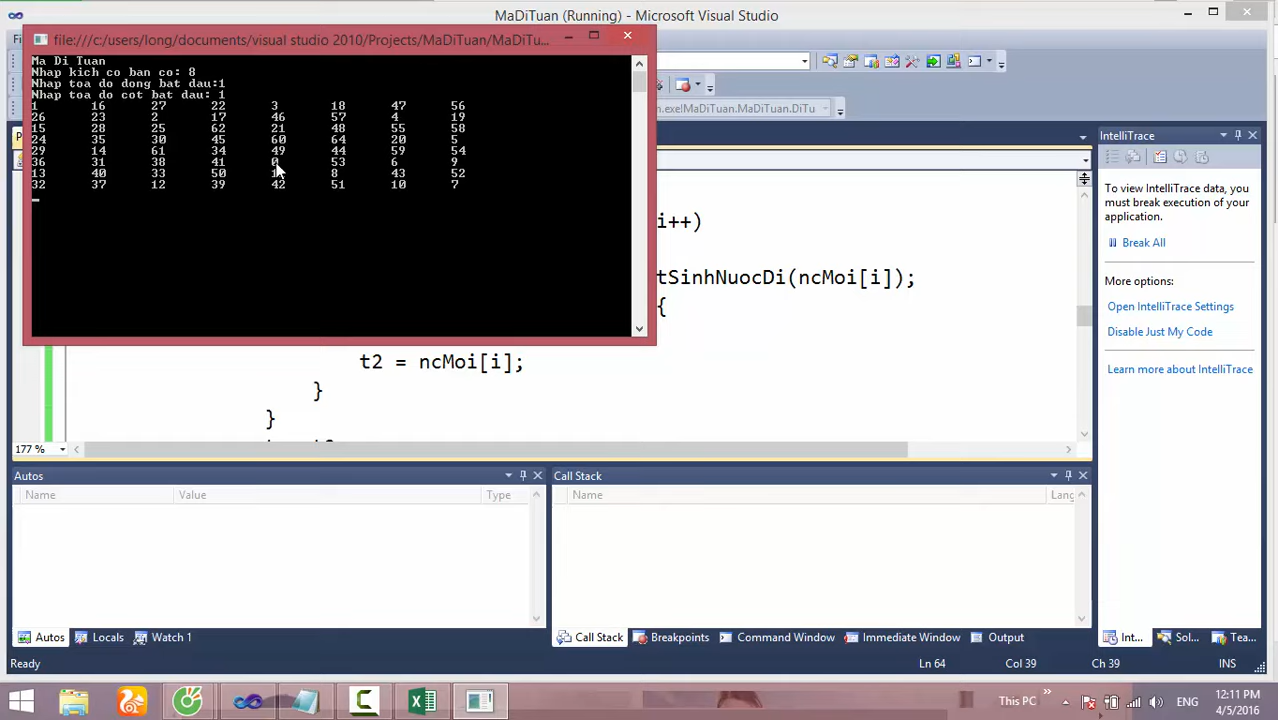 MaDiTuan (Running) - Microsoft Visual Studio
file:///c:/users/long/documents/visual studio 2010/Projects/MaDiTuan/MaDiTu...
Ma Di Tuan
Nhap kich co ban co: 8
Nhap toa do dong bat dau:1
Nhap toa do cot bat dau: 1
1 16 27 22 3 18 47 56
26 23 2 17 46 57 4 19
15 28 25 62 21 48 55 58
24 35 30 45 60 64 20 5
29 14 61 34 49 44 59 54
36 31 38 41 0 53 6 9
13 40 33 50 8 43 52
32 37 12 39 42 51 10 7
n.exe!MaDiTuan.MaDiTuan.DiTu
i++)
tSinhNuocDi(ncMoi[i]);
{
t2 = ncMoi[i];
}
}
177 %
IntelliTrace
To view IntelliTrace data, you
must break execution of your
application.
Break All
More options:
Open IntelliTrace Settings
Disable Just My Code
Learn more about IntelliTrace
Autos
Name Value Type
Call Stack
Name Lang
Autos Locals Watch 1
Call Stack Breakpoints Command Window Immediate Window Output
Int... Sol... Tea...
Ready Ln 64 Col 39 Ch 39 INS
This PC
ENG
12:11 PM
4/5/2016